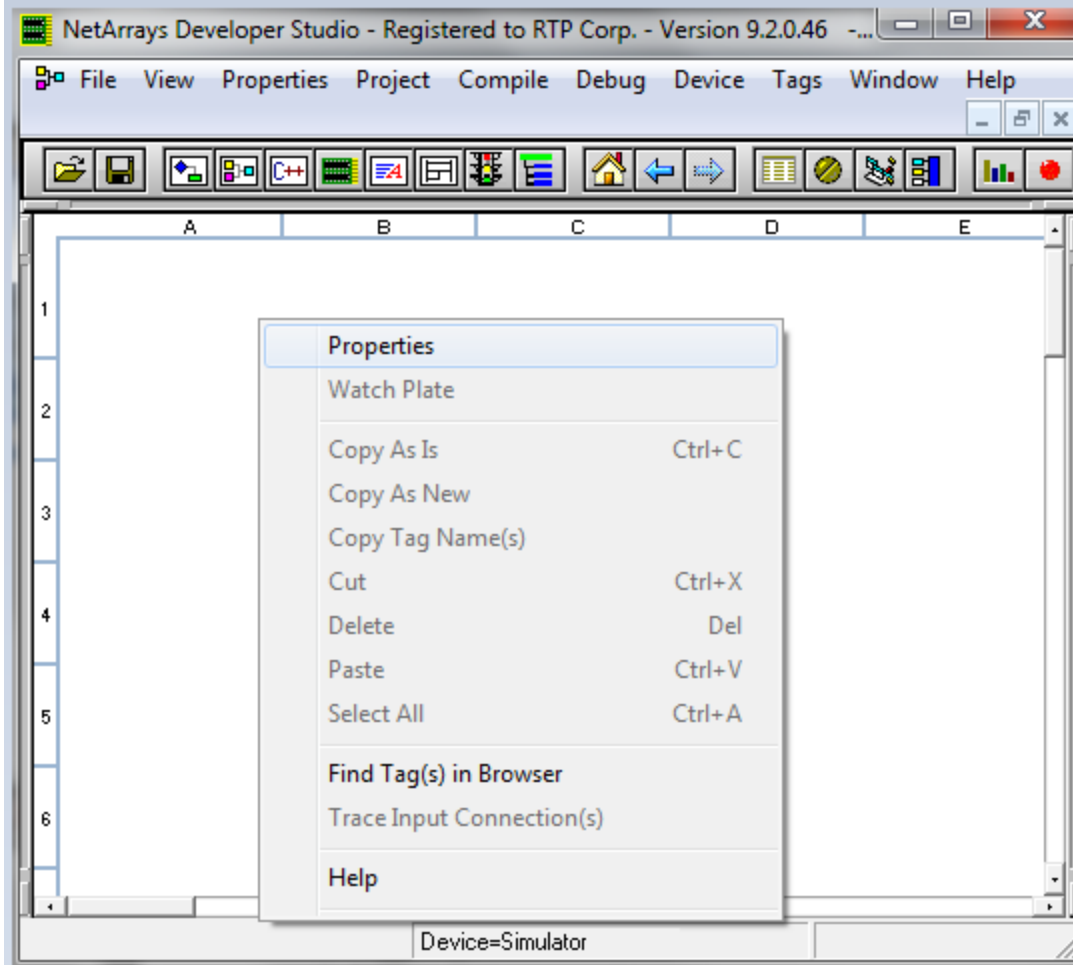 NetArrays Developer Studio - Registered to RTP Corp. - Version 9.2.0.46 -...
File View Properties Project Compile Debug Device Tags Window Help
C++
A B C D E
1
Properties
Watch Plate
2
Copy As Is Ctrl+C
Copy As New
3
Copy Tag Name(s)
Cut Ctrl+X
4
Delete Del
Paste Ctrl+V
5
Select All Ctrl+A
Find Tag(s) in Browser
6
Trace Input Connection(s)
Help
Device=Simulator